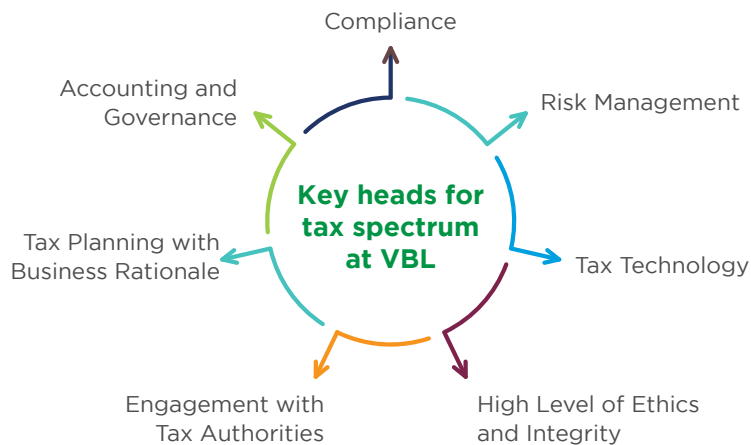 Compliance
Accounting and
Governance
Risk Management
Key heads for
tax spectrum
at VBL
Tax Planning with
Business Rationale
Tax Technology
Engagement with
Tax Authorities
High Level of Ethics
and Integrity